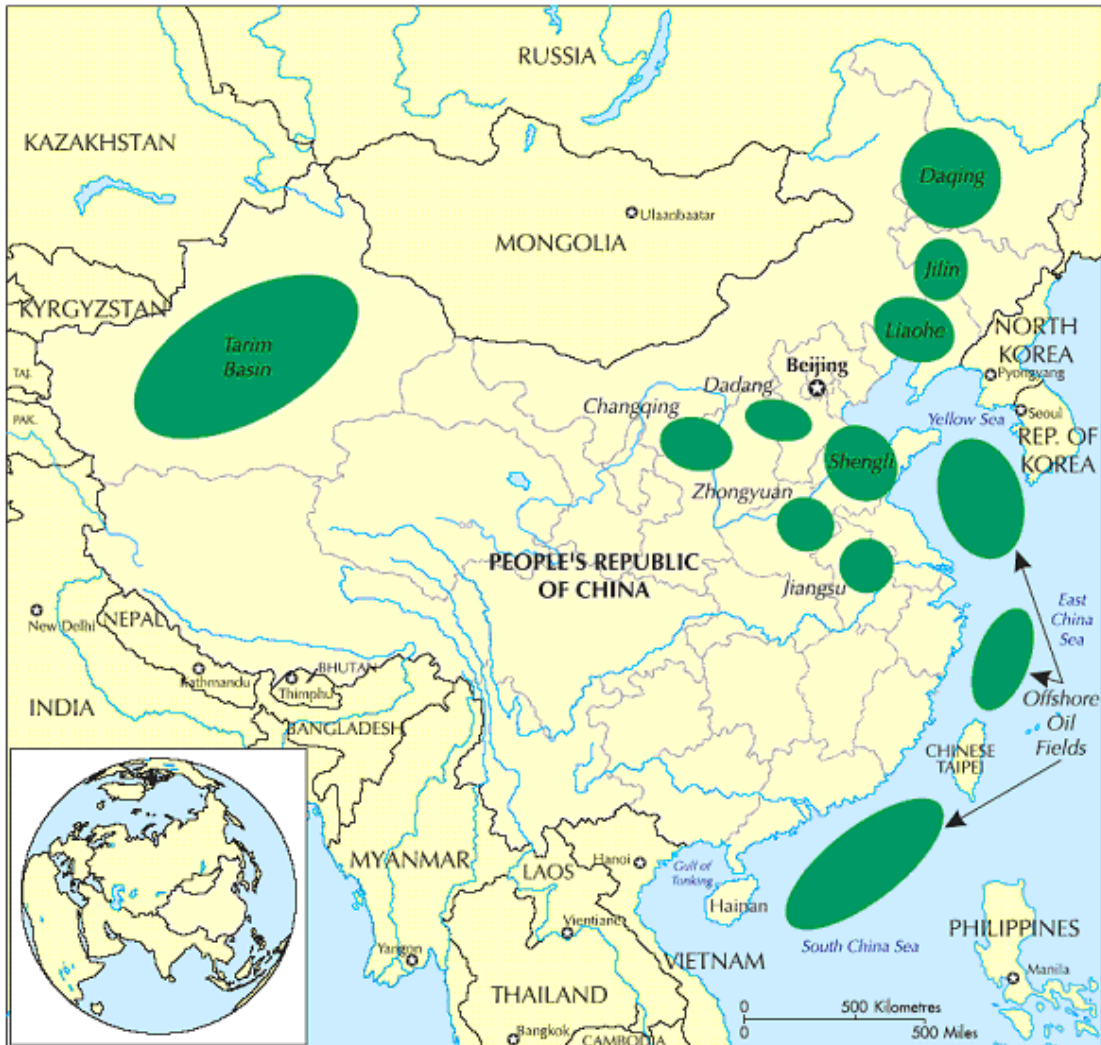 RUSSIA
KAZAKHSTAN
Daqing
Ulaanbaatar
MONGOLIA
Jilin
KYRGYZSTAN
Liaohe
NORTH
KOREA
Tarim
Basin
Beijing
TAJ.
Pyongyang
Dadang
Changqing
Seoul
PAK.
Yellow Sea
REP. OF
KOREA
Shengli
Zhongyuan
PEOPLE'S REPUBLIC
OF CHINA
Jiangsu
East
China
Sea
New Delhi
NEPAL
BHUTAN
Kathmandu
Thimphu
INDIA
Offshore
Oil
Fields
BANGLADESH
CHINESE
TAIPEI
MYANMAR
LAOS
Hanoi
Gulf of
Tonking
Hainan
Vientiane
PHILIPPINES
South China Sea
Yangon
VIETNAM
Manila
THAILAND
0 500 Kilometres
0 500 Miles
Bangkok
CAMBODIA